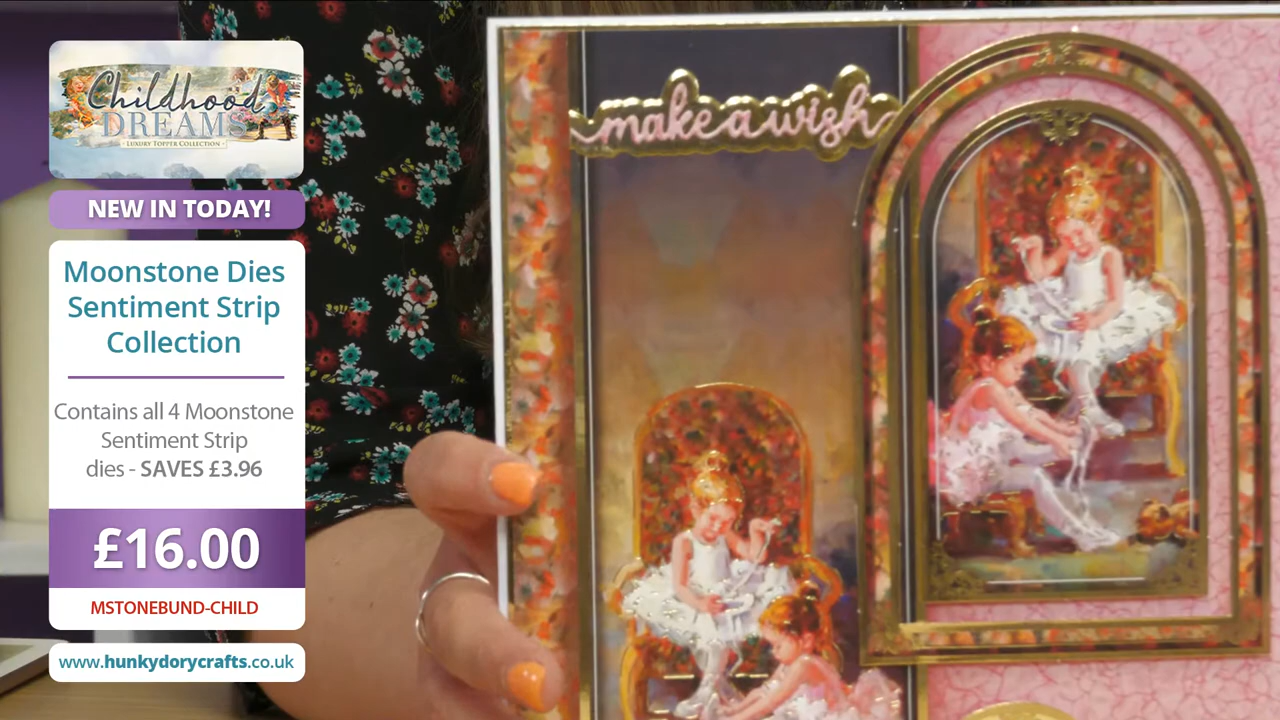 Childhood
DREAMS
- LUXURY TOPPER COLLECTION -
NEW IN TODAY!
Moonstone Dies
Sentiment Strip
Collection
Contains all 4 Moonstone
Sentiment Strip
dies - SAVES £3.96
£16.00
MSTONEBUND-CHILD
www.hunkydorycrafts.co.uk
make a wish